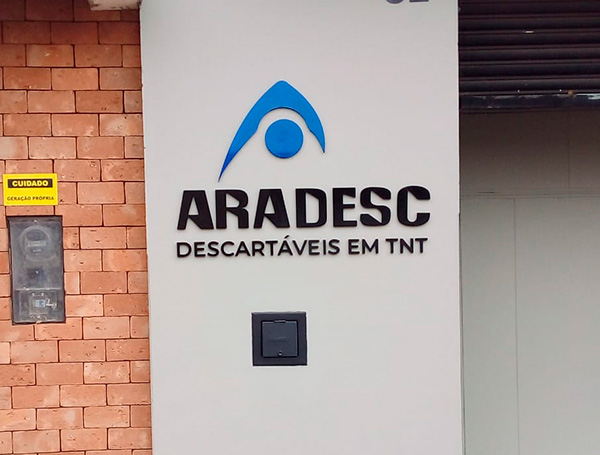 CUIDADO
GERAÇÃO PRÓPRIA
ARADESC
DESCARTÁVEIS EM TNT